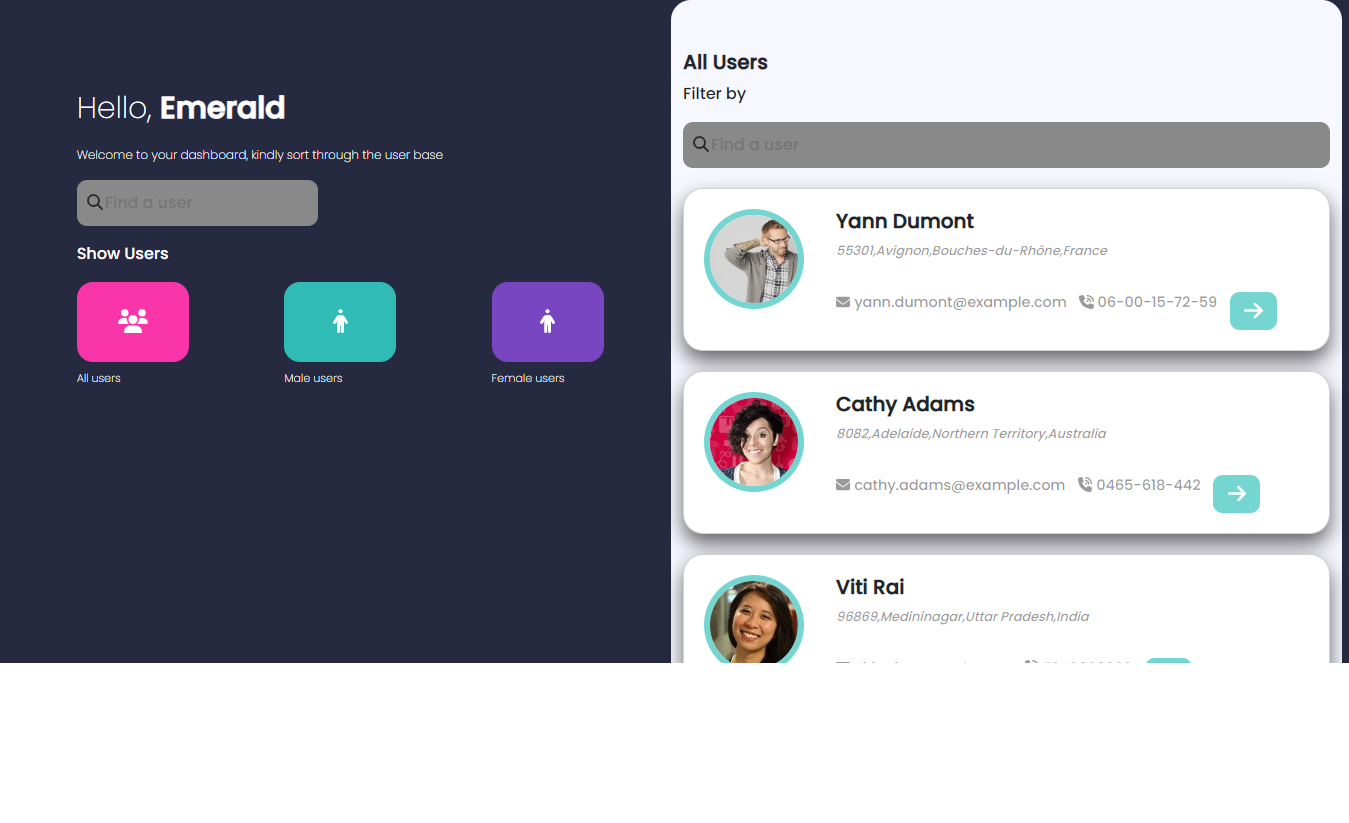 Hello, Emerald
Welcome to your dashboard, kindly sort through the user base
Find a user
Show Users
All users
Male users
Female users
All Users
Filter by
Find a user
Yann Dumont
55301,Avignon,Bouches-du-Rhône,France
yann.dumont@example.com 06-00-15-72-59
Cathy Adams
8082,Adelaide,Northern Territory,Australia
cathy.adams@example.com 0465-618-442
Viti Rai
96869,Medininagar,Uttar Pradesh,India